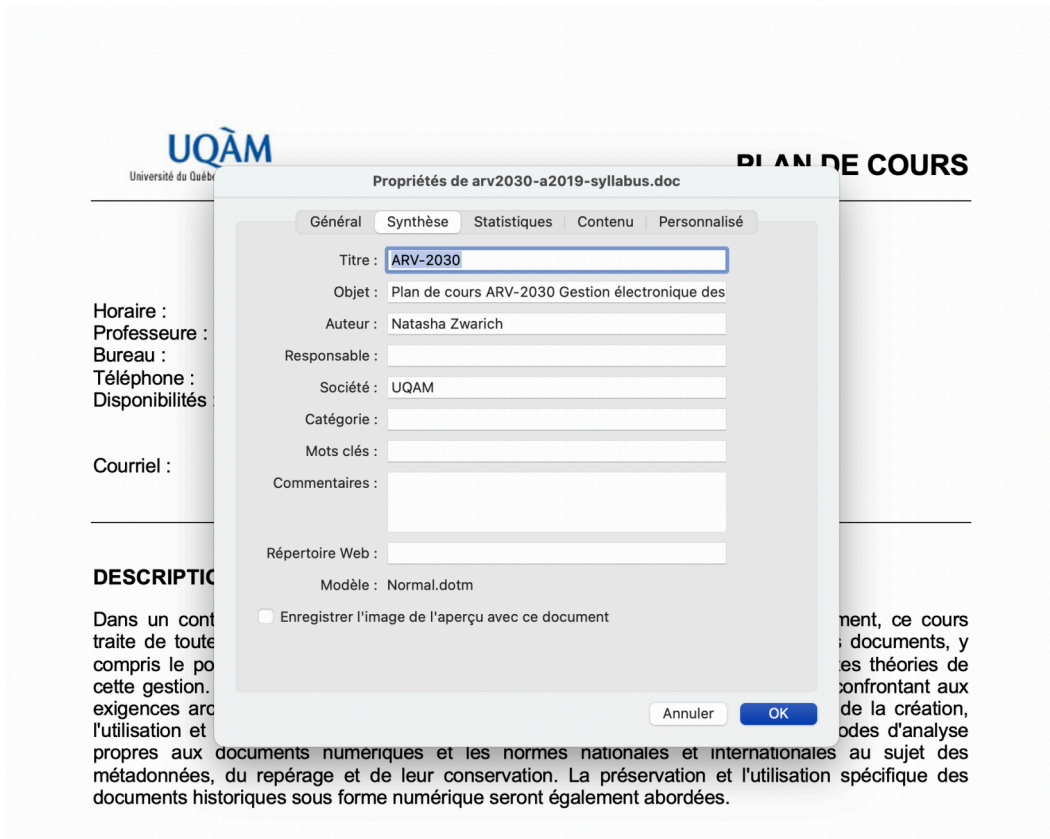 UQÀM
Université du Québe
PLAN DE COURS
Propriétés de arv2030-a2019-syllabus.doc
Général Synthèse Statistiques Contenu Personnalisé
Titre : ARV-2030
Objet : Plan de cours ARV-2030 Gestion électronique des
Auteur : Natasha Zwarich
Responsable :
Société : UQAM
Catégorie :
Mots clés :
Commentaires :
Répertoire Web :
Modèle : Normal.dotm
Enregistrer l'image de l'aperçu avec ce document
Annuler OK
Horaire :
Professeure :
Bureau :
Téléphone :
Disponibilités :
Courriel :
DESCRIPTIO
Dans un cont ment, ce cours
traite de toute documents, y
compris le po tes théories de
cette gestion. confrontant aux
exigences arc de la création,
l'utilisation et odes d'analyse
propres aux documents numériques et les normes nationales et internationales au sujet des
métadonnées, du repérage et de leur conservation. La préservation et l'utilisation spécifique des
documents historiques sous forme numérique seront également abordées.